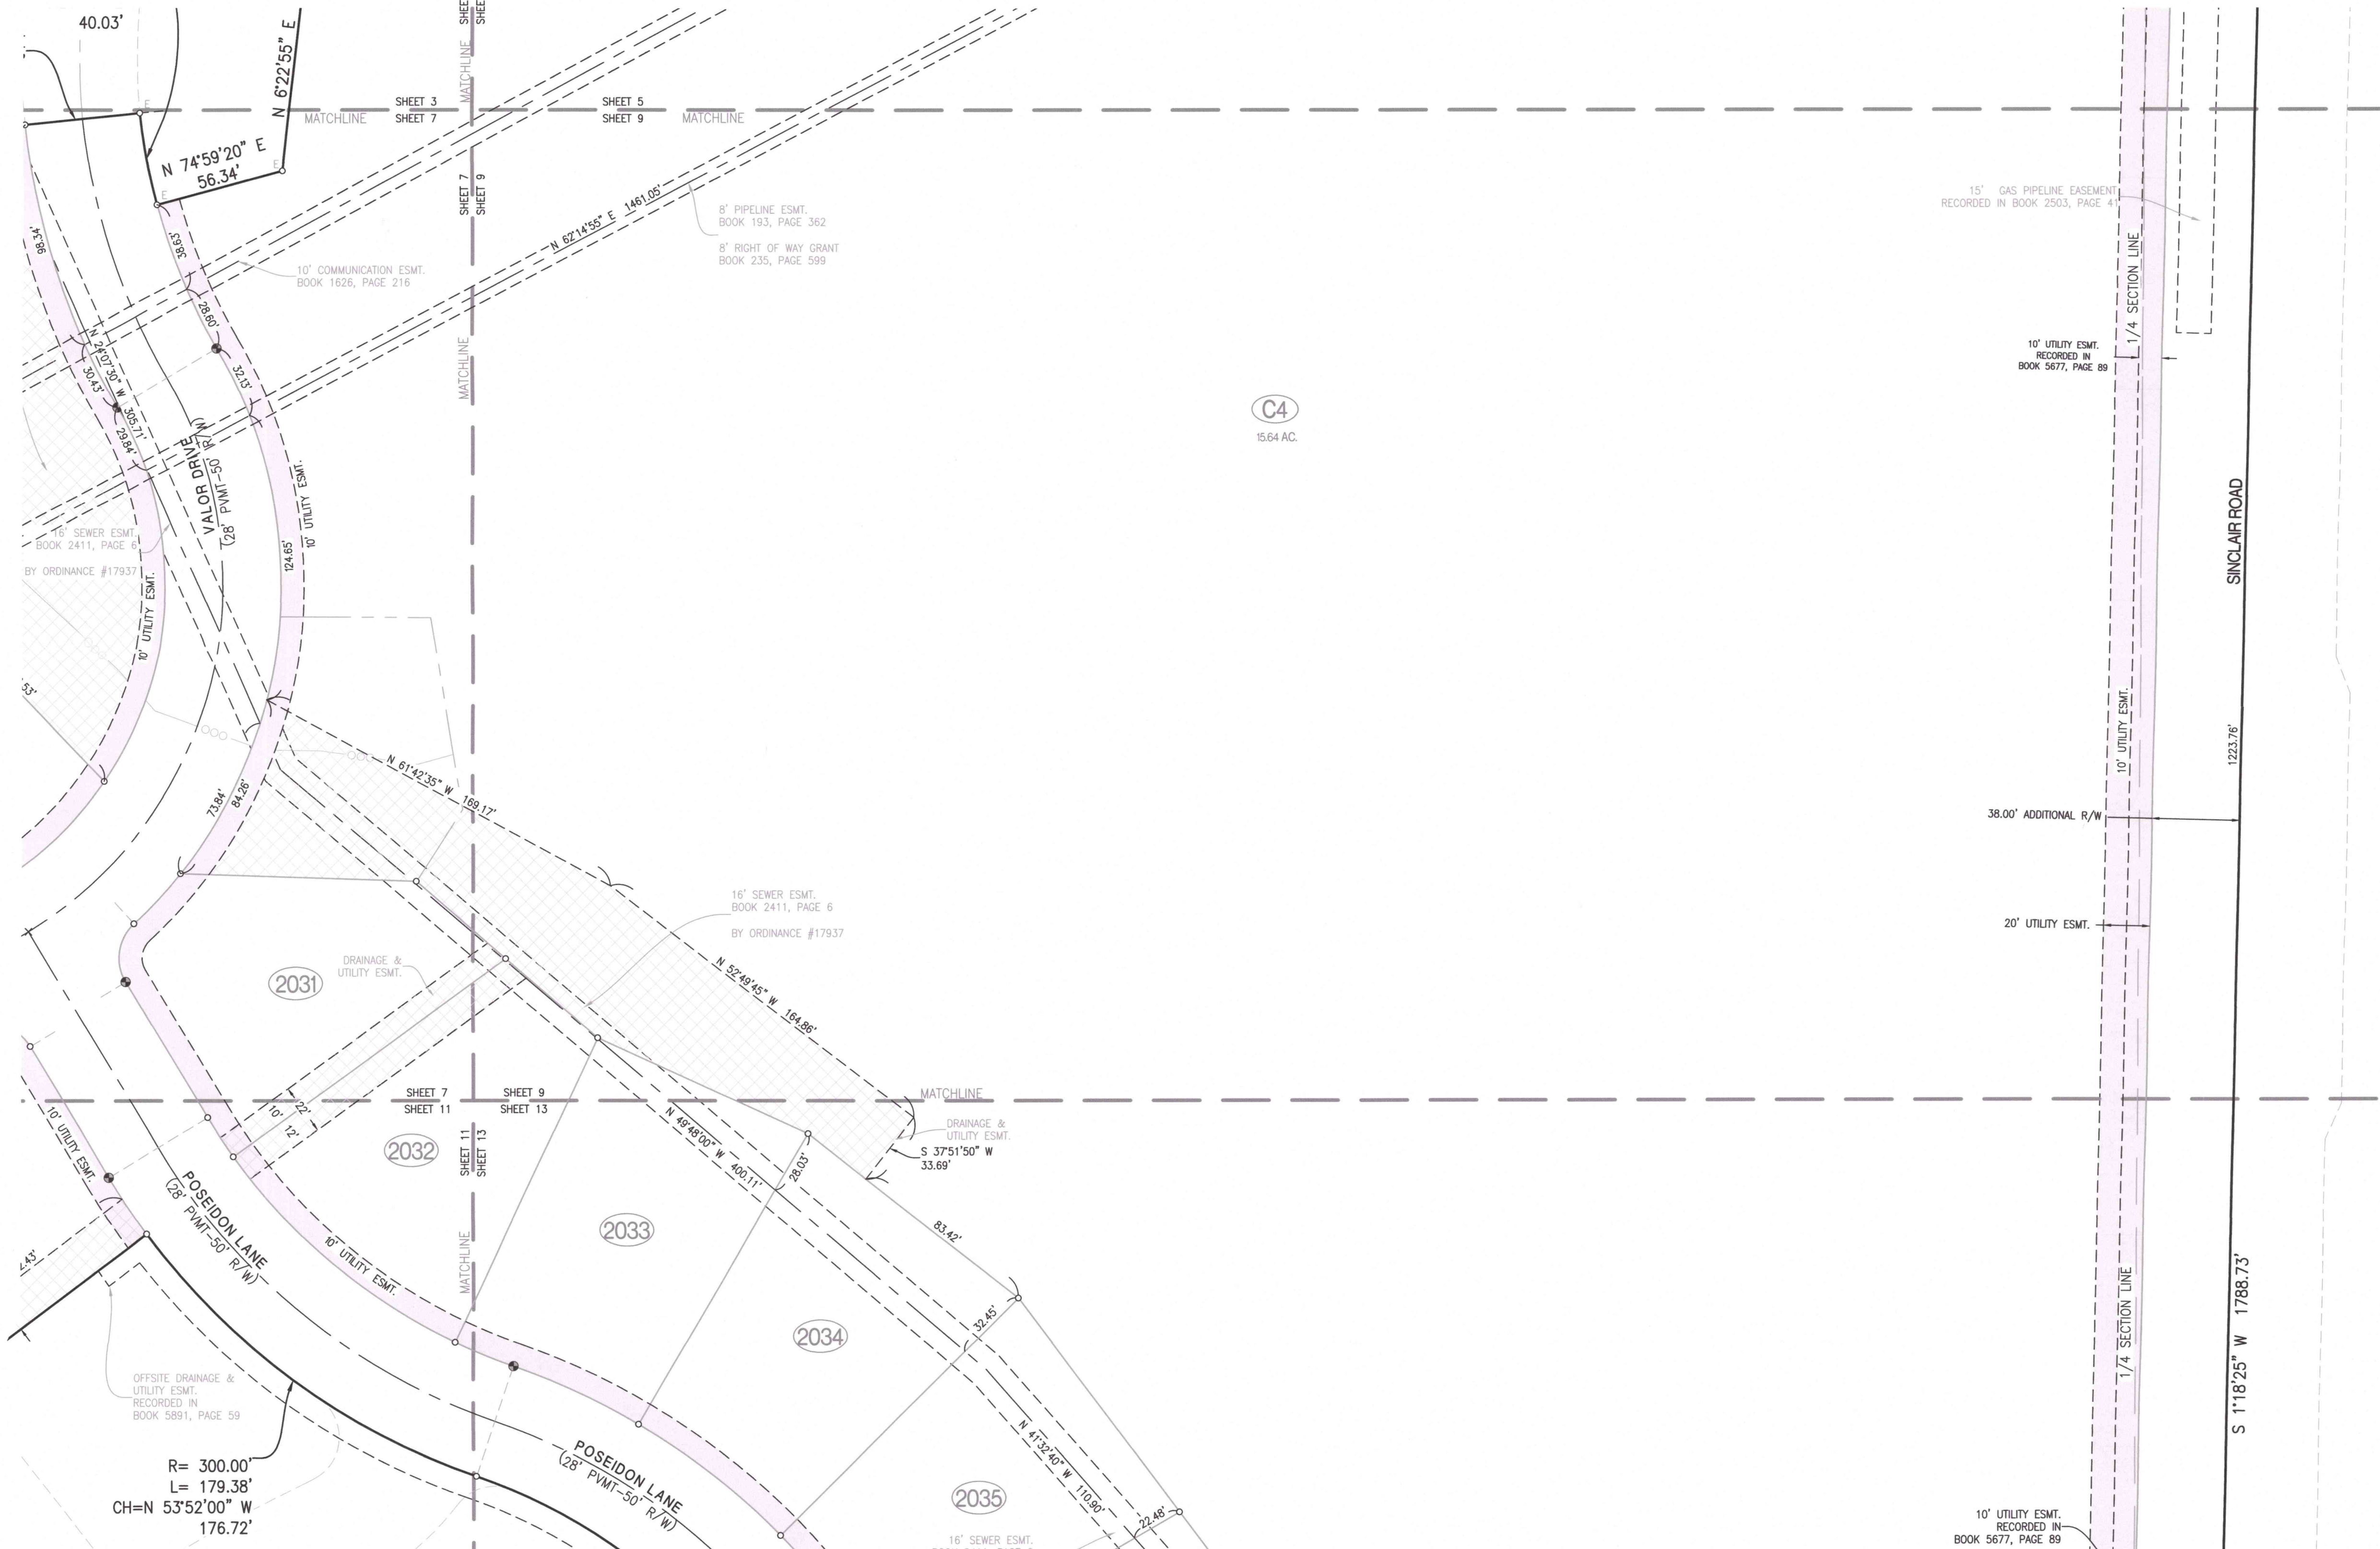 40.03'
N 6°22'55" E
N 74°59'20" E
56.34'
E
E
E
SHEET 3
SHEET 5
MATCHLINE
SHEET 7
SHEET 9
MATCHLINE
MATCHLINE
SHEET 7
SHEET 9
98.34'
38.63'
28.60'
32.13'
N 24°07'30" W 305.71'
30.43'
29.84'
N 62°14'55" E 1461.05'
8' PIPELINE ESMT.
BOOK 193, PAGE 362
8' RIGHT OF WAY GRANT
BOOK 235, PAGE 599
10' COMMUNICATION ESMT.
BOOK 1626, PAGE 216
MATCHLINE
15' GAS PIPELINE EASEMENT
RECORDED IN BOOK 2503, PAGE 41
1/4 SECTION LINE
10' UTILITY ESMT.
RECORDED IN
BOOK 5677, PAGE 89
C4
15.64 AC.
VALOR DRIVE
(28' PVMT-50' R/W)
10' UTILITY ESMT.
124.65'
16' SEWER ESMT.
BOOK 2411, PAGE 6
BY ORDINANCE #17937
10' UTILITY ESMT.
SINCLAIR ROAD
.53'
10' UTILITY ESMT.
1223.76'
N 61°42'35" W 169.17'
73.84'
84.26'
38.00' ADDITIONAL R/W
16' SEWER ESMT.
BOOK 2411, PAGE 6
BY ORDINANCE #17937
20' UTILITY ESMT.
DRAINAGE &
UTILITY ESMT.
2031
N 52°49'45" W 164.86'
SHEET 7
SHEET 9
MATCHLINE
SHEET 11
SHEET 13
10'
22'
12'
10' UTILITY ESMT.
2032
SHEET 11
SHEET 13
N 49°48'00" W 400.11'
28.03'
DRAINAGE &
UTILITY ESMT.
S 37°51'50" W
33.69'
POSEIDON LANE
(28' PVMT-50' R/W)
2.43'
10' UTILITY ESMT.
MATCHLINE
2033
83.42'
32.45'
2034
1/4 SECTION LINE
S 1°18'25" W 1788.73'
OFFSITE DRAINAGE &
UTILITY ESMT.
RECORDED IN
BOOK 5891, PAGE 59
R= 300.00'
L= 179.38'
CH=N 53°52'00" W
176.72'
POSEIDON LANE
(28' PVMT-50' R/W)
N 41°32'40" W 110.90'
2035
22.48'
16' SEWER ESMT.
10' UTILITY ESMT.
RECORDED IN
BOOK 5677, PAGE 89